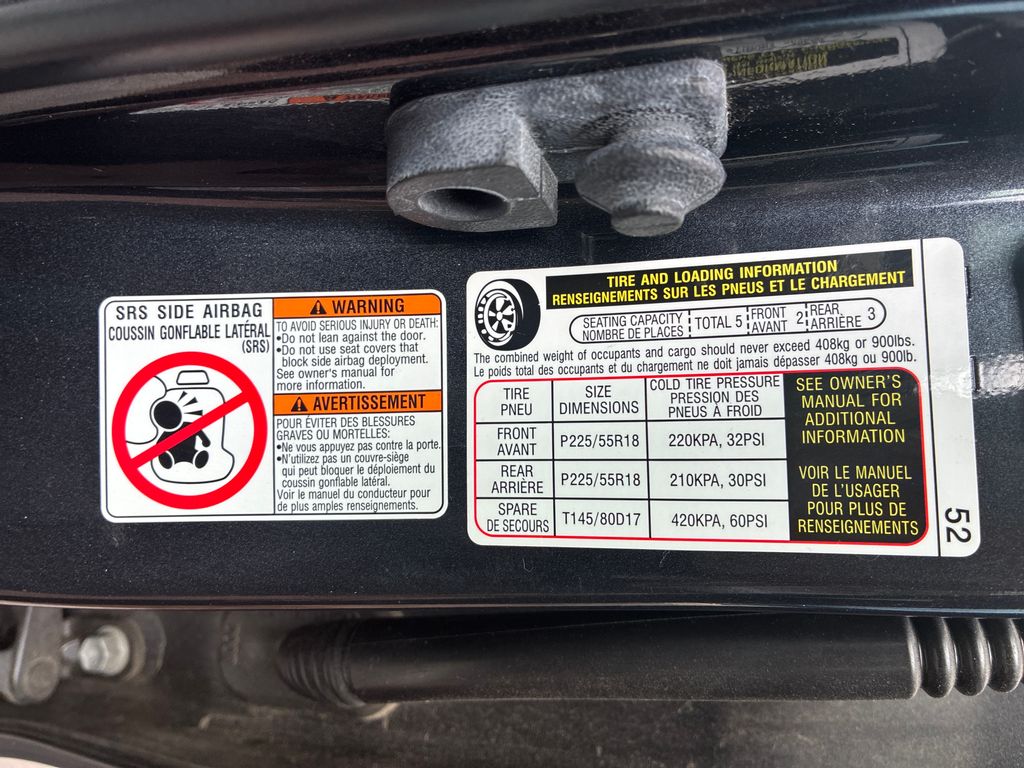 SRS SIDE AIRBAG
COUSSIN GONFLABLE LATÉRAL
(SRS)
WARNING
TO AVOID SERIOUS INJURY OR DEATH:
•Do not lean against the door.
•Do not use seat covers that
block side airbag deployment.
See owner's manual for
more information.
AVERTISSEMENT
POUR ÉVITER DES BLESSURES
GRAVES OU MORTELLES:
•Ne vous appuyez pas contre la porte.
•N'utilizez pas un couvre-siège
qui peut bloquer le déploiement du
coussin gonflable latéral.
Voir le manuel du conducteur pour
de plus amples renseignements.
TIRE AND LOADING INFORMATION
RENSEIGNEMENTS SUR LES PNEUS ET LE CHARGEMENT
SEATING CAPACITY
NOMBRE DE PLACES
TOTAL 5
FRONT
AVANT 2
REAR
ARRIÈRE 3
The combined weight of occupants and cargo should never exceed 408kg or 900lbs.
Le poids total des occupants et du chargement ne doit jamais dépasser 408kg ou 900lb.
TIRE
PNEU
SIZE
DIMENSIONS
COLD TIRE PRESSURE
PRESSION DES
PNEUS À FROID
FRONT
AVANT
P225/55R18
220KPA, 32PSI
REAR
ARRIÈRE
P225/55R18
210KPA, 30PSI
SPARE
DE SECOURS
T145/80D17
420KPA, 60PSI
SEE OWNER'S
MANUAL FOR
ADDITIONAL
INFORMATION
VOIR LE MANUEL
DE L'USAGER
POUR PLUS DE
RENSEIGNEMENTS
52